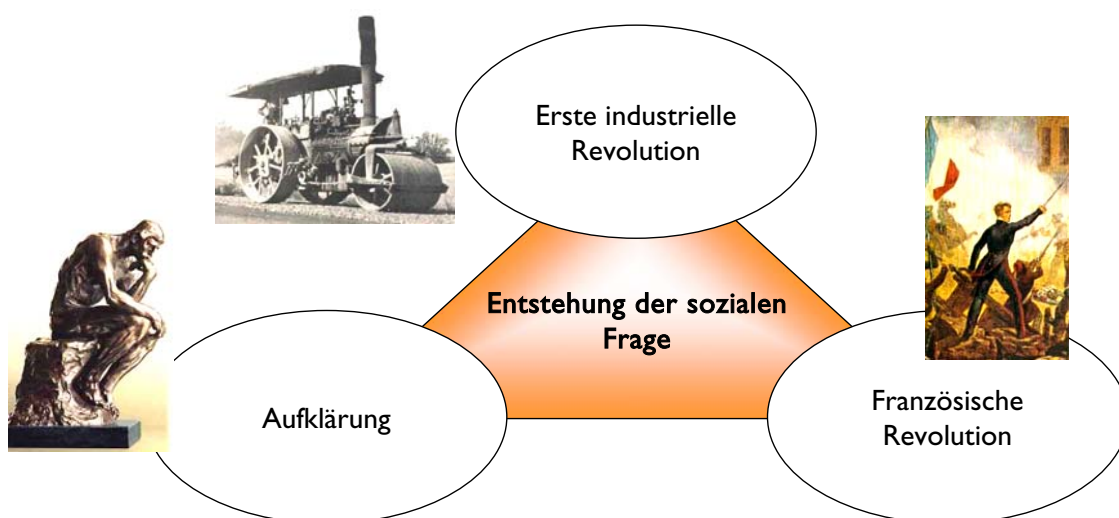 Erste industrielle
Revolution
Entstehung der sozialen
Frage
Aufklärung
Französische
Revolution